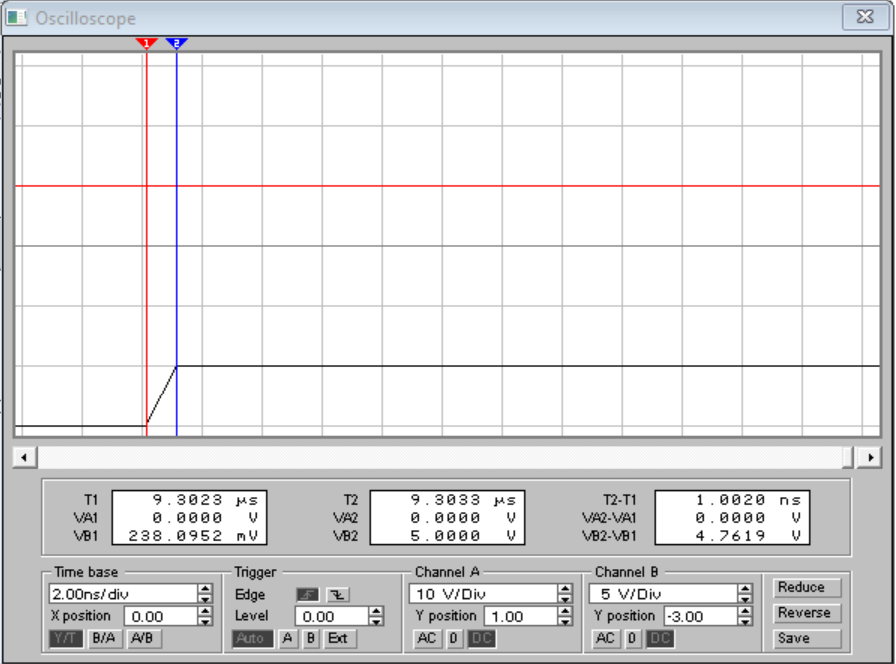 Oscilloscope
1 2
T1 9.3023 µs T2 9.3033 µs T2-T1 1.0020 ns
VA1 0.0000 V VA2 0.0000 V VA2-VA1 0.0000 V
VB1 238.0952 mV VB2 5.0000 V VB2-VB1 4.7619 V
Time base Trigger Channel A Channel B
2.00ns/div Edge 10 V/Div 5 V/Div Reduce
X position 0.00 Level 0.00 Y position 1.00 Y position -3.00 Reverse
Y/T B/A A/B Auto A B Ext AC 0 DC AC 0 DC Save